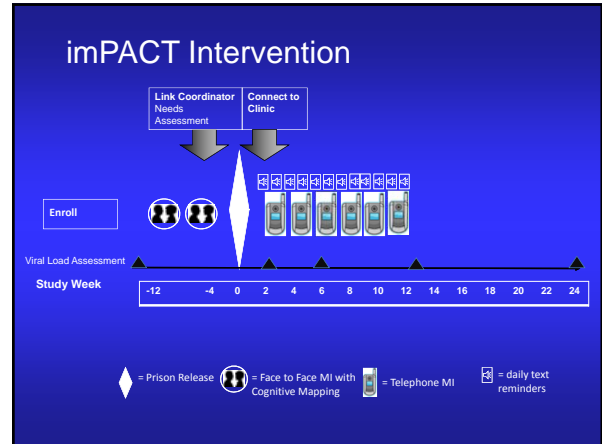 imPACT Intervention
Link Coordinator
Needs
Assessment
Connect to
Clinic
Enroll
Viral Load Assessment
Study Week
-12 -4 0 2 4 6 8 10 12 14 16 18 20 22 24
= Prison Release
= Face to Face MI with
Cognitive Mapping
= Telephone MI
= daily text
reminders